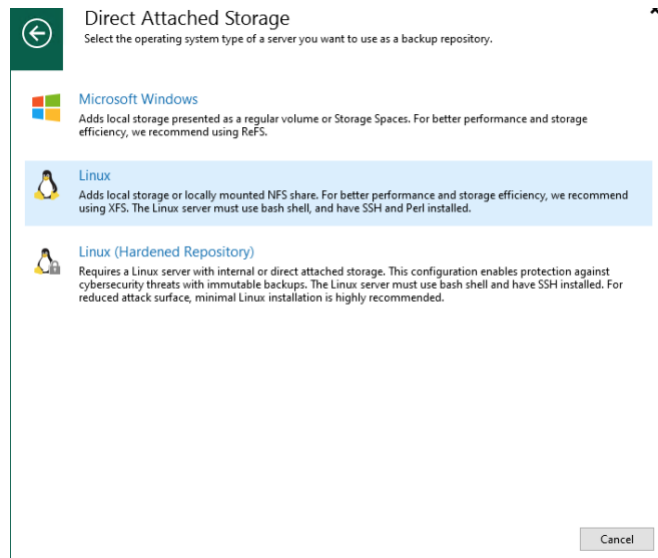 Direct Attached Storage
Select the operating system type of a server you want to use as a backup repository.
Microsoft Windows
Adds local storage presented as a regular volume or Storage Spaces. For better performance and storage
efficiency, we recommend using ReFS.
Linux
Adds local storage or locally mounted NFS share. For better performance and storage efficiency, we recommend
using XFS. The Linux server must use bash shell, and have SSH and Perl installed.
Linux (Hardened Repository)
Requires a Linux server with internal or direct attached storage. This configuration enables protection against
cybersecurity threats with immutable backups. The Linux server must use bash shell and have SSH installed. For
reduced attack surface, minimal Linux installation is highly recommended.
Cancel